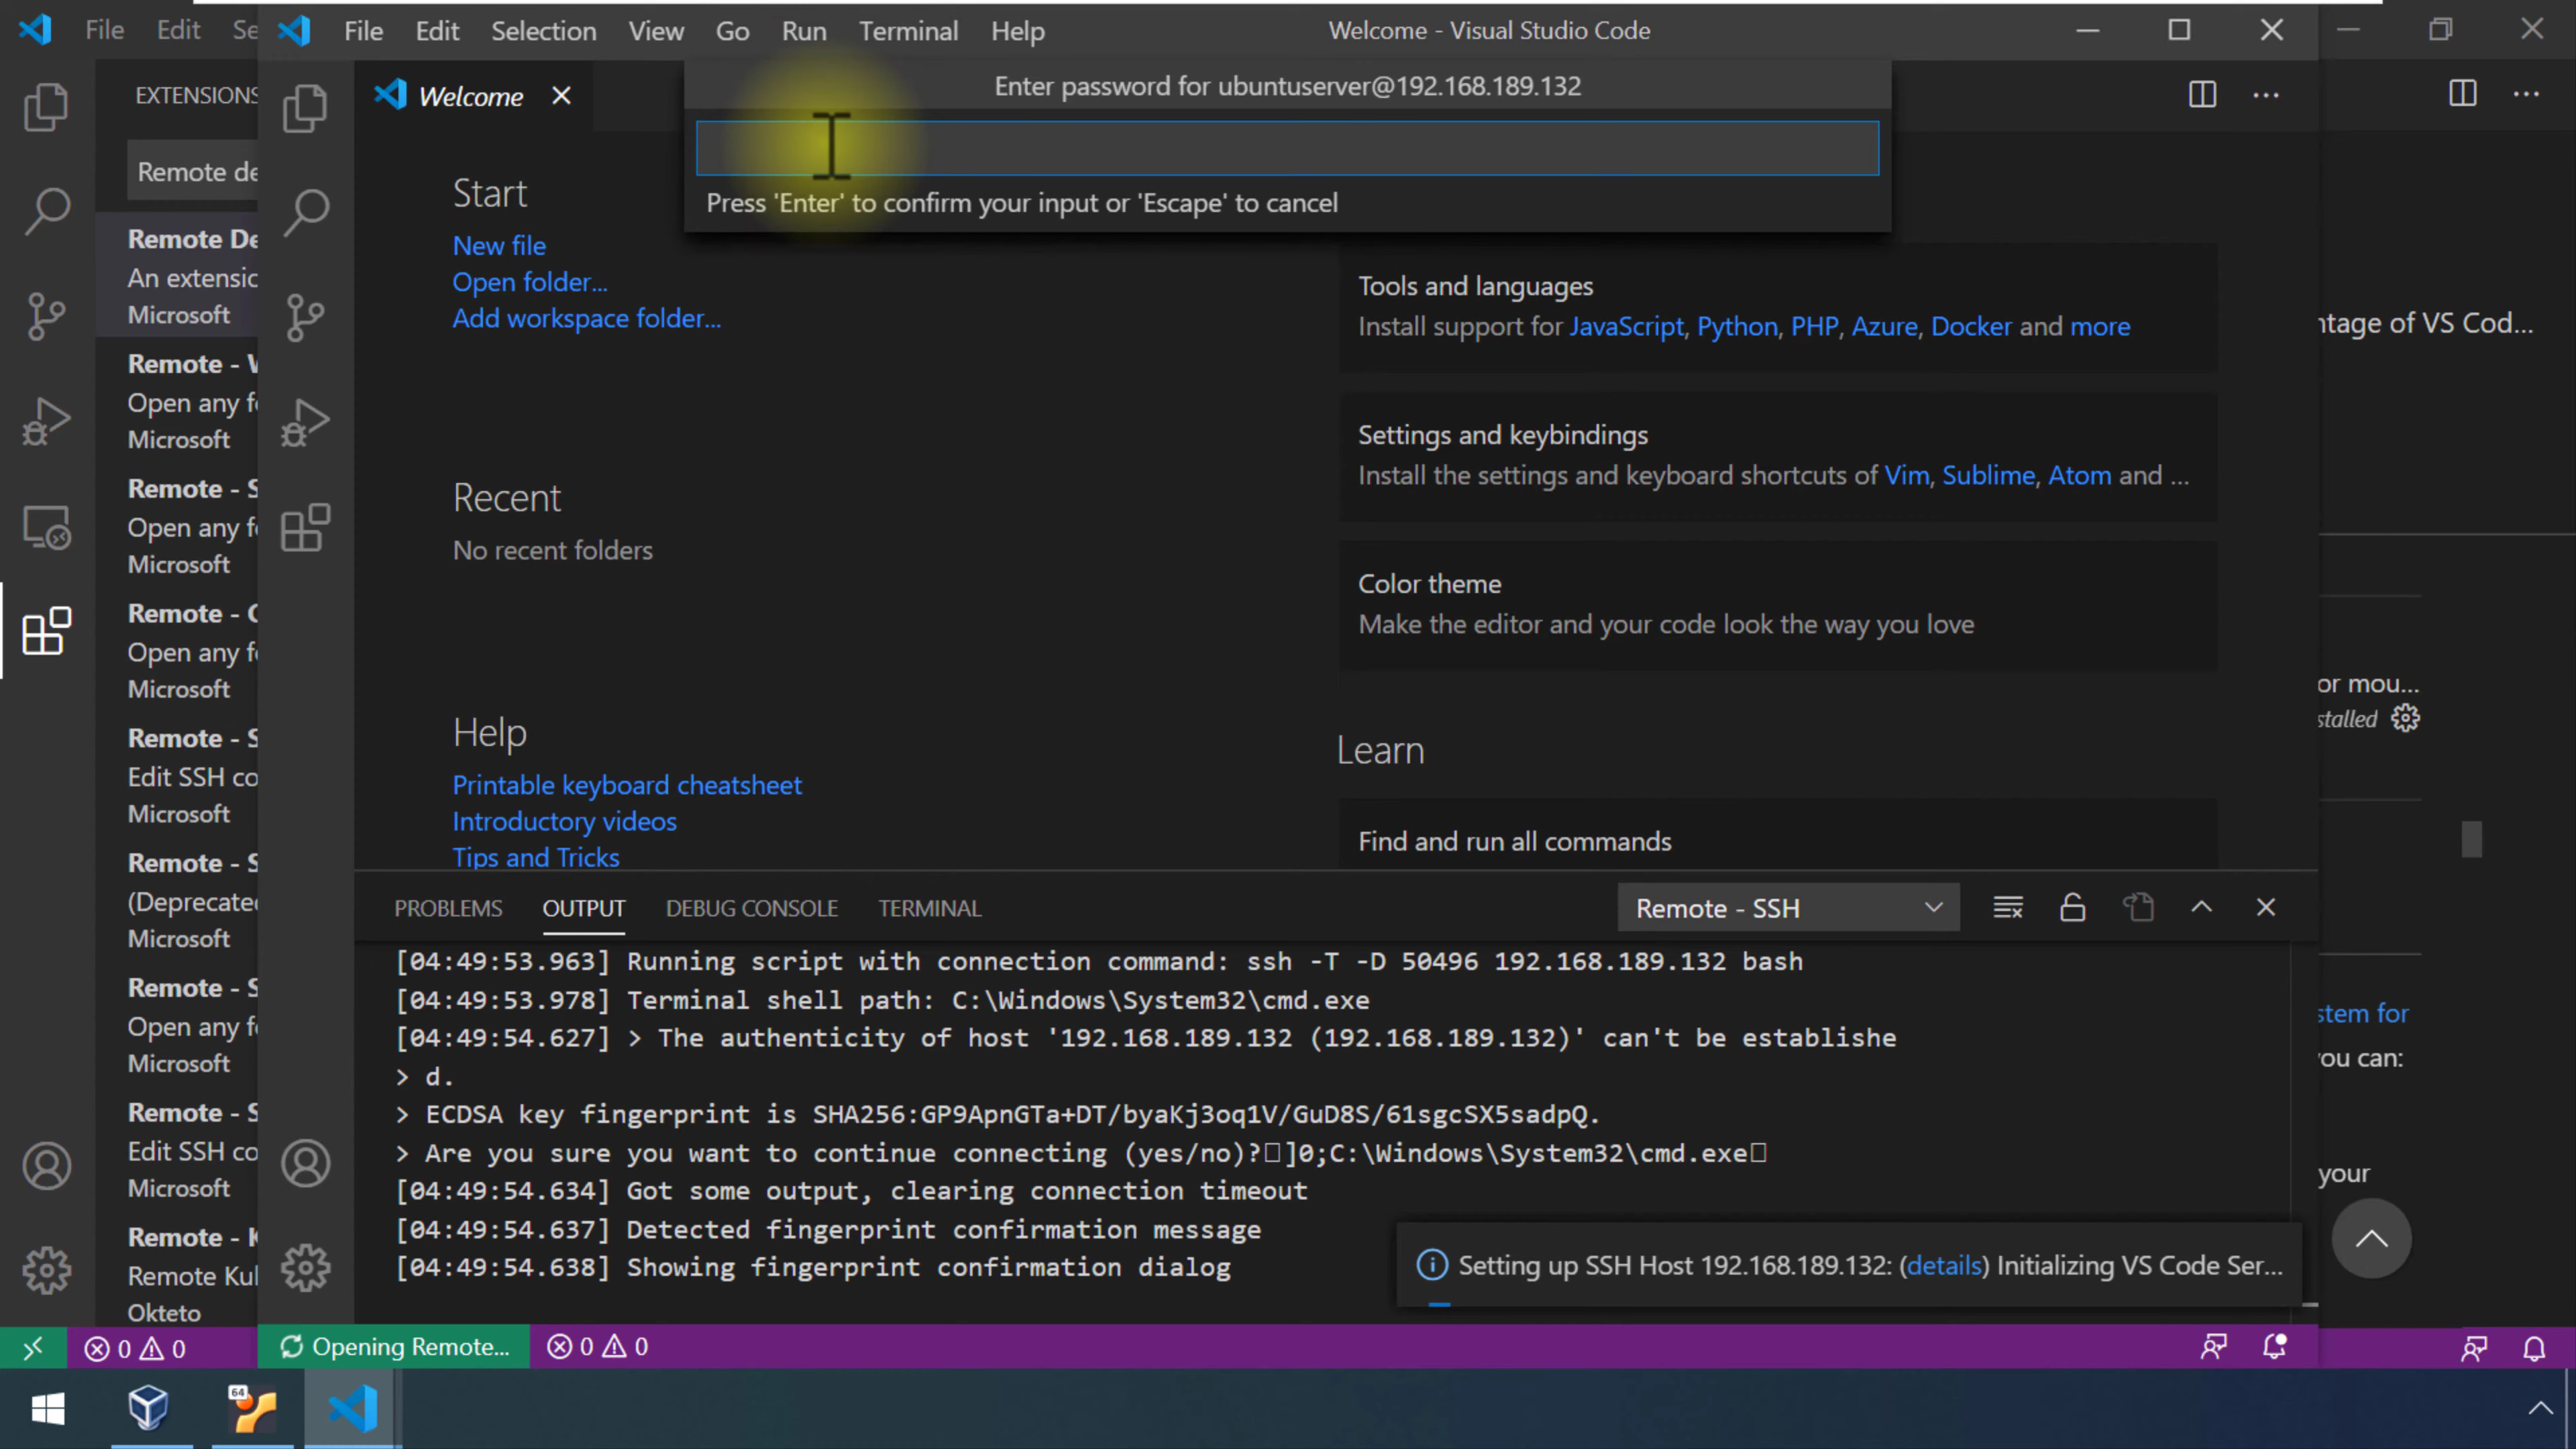 File Edit Se
File Edit Selection View Go Run Terminal Help
Welcome - Visual Studio Code
EXTENSIONS
Remote de
Remote De
An extensic
Microsoft
Remote - V
Open any fo
Microsoft
Remote - S
Open any fo
Microsoft
Remote - C
Open any fo
Microsoft
Remote - S
Edit SSH co
Microsoft
Remote - S
(Deprecated
Microsoft
Remote - S
Open any fo
Microsoft
Remote - S
Edit SSH co
Microsoft
Remote - K
Remote Kul
Okteto
Welcome
Enter password for ubuntuserver@192.168.189.132
Press 'Enter' to confirm your input or 'Escape' to cancel
Start
New file
Open folder...
Add workspace folder...
Recent
No recent folders
Help
Printable keyboard cheatsheet
Introductory videos
Tips and Tricks
Tools and languages
Install support for JavaScript, Python, PHP, Azure, Docker and more
Settings and keybindings
Install the settings and keyboard shortcuts of Vim, Sublime, Atom and ...
Color theme
Make the editor and your code look the way you love
Learn
Find and run all commands
ntage of VS Cod...
or mou...
stalled
stem for
you can:
your
PROBLEMS OUTPUT DEBUG CONSOLE TERMINAL
Remote - SSH
[04:49:53.963] Running script with connection command: ssh -T -D 50496 192.168.189.132 bash
[04:49:53.978] Terminal shell path: C:\Windows\System32\cmd.exe
[04:49:54.627] > The authenticity of host '192.168.189.132 (192.168.189.132)' can't be establishe
> d.
> ECDSA key fingerprint is SHA256:GP9ApnGTa+DT/byaKj3oq1V/GuD8S/61sgcSX5sadpQ.
> Are you sure you want to continue connecting (yes/no)?□]0;C:\Windows\System32\cmd.exe□
[04:49:54.634] Got some output, clearing connection timeout
[04:49:54.637] Detected fingerprint confirmation message
[04:49:54.638] Showing fingerprint confirmation dialog
Setting up SSH Host 192.168.189.132: (details) Initializing VS Code Ser...
0 0
Opening Remote...
0 0
64